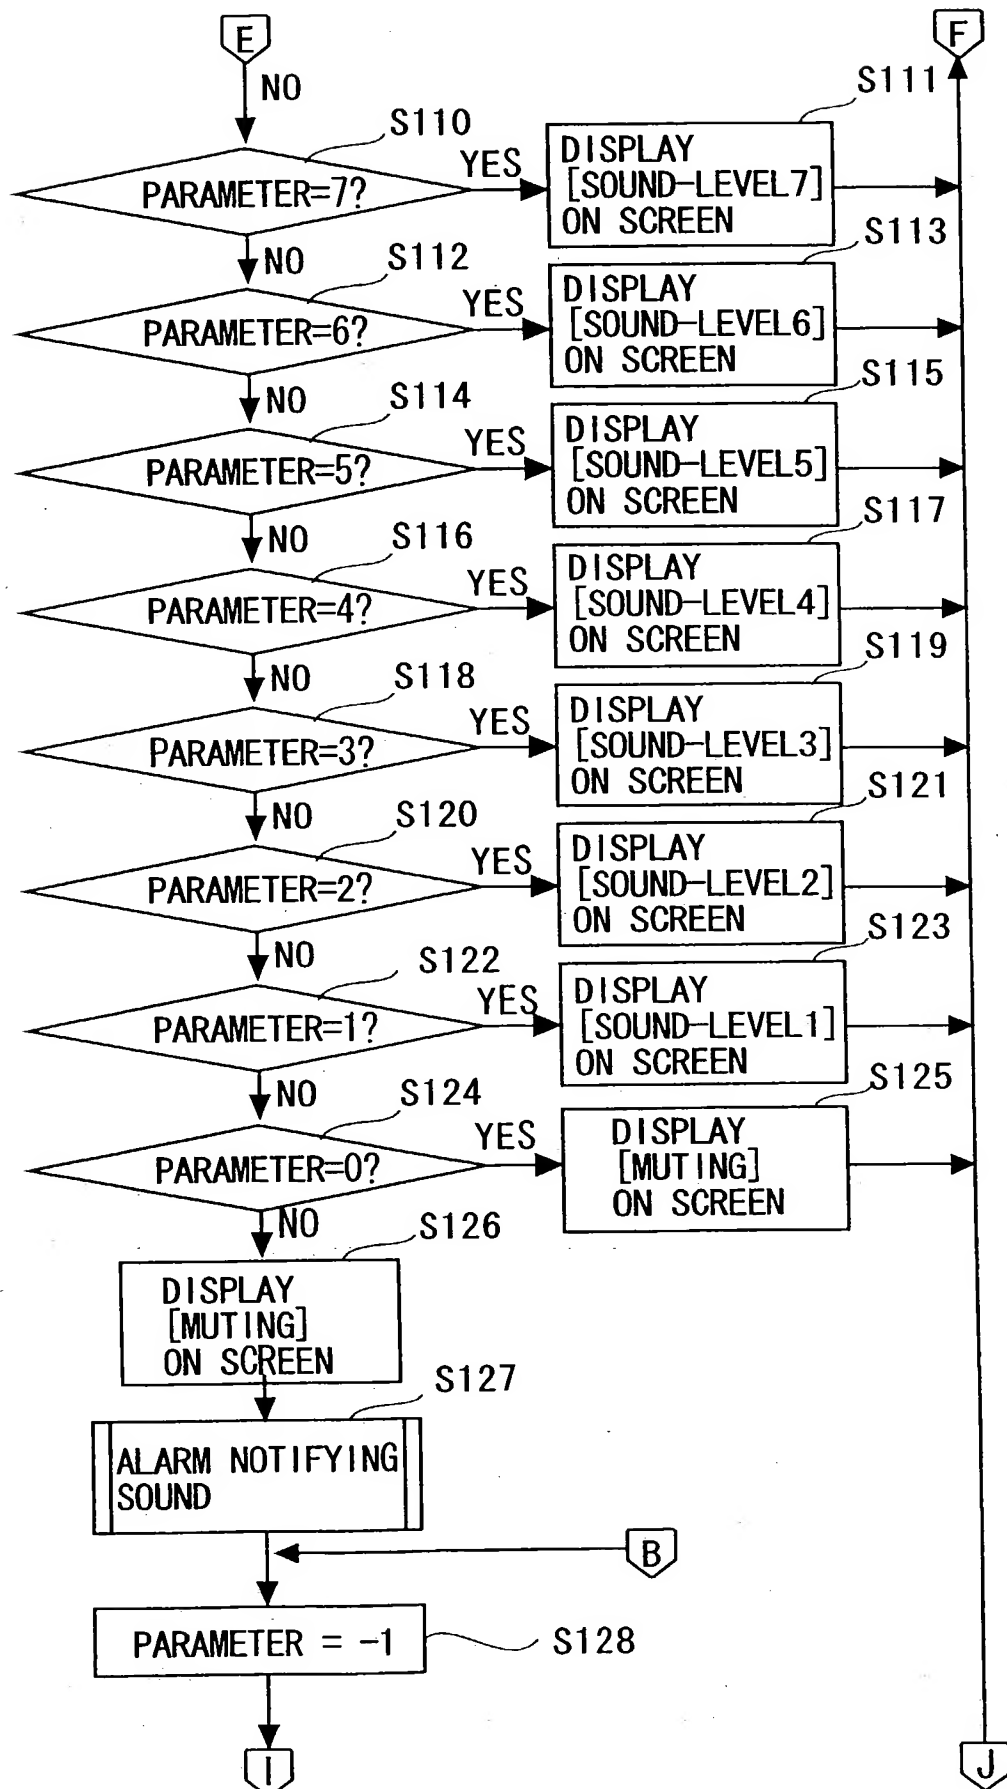 E
F
NO
S111
S110
PARAMETER=7?
YES
DISPLAY
[SOUND-LEVEL7]
ON SCREEN
S113
NO
S112
PARAMETER=6?
YES
DISPLAY
[SOUND-LEVEL6]
ON SCREEN
S115
NO
S114
PARAMETER=5?
YES
DISPLAY
[SOUND-LEVEL5]
ON SCREEN
S117
NO
S116
PARAMETER=4?
YES
DISPLAY
[SOUND-LEVEL4]
ON SCREEN
S119
NO
S118
PARAMETER=3?
YES
DISPLAY
[SOUND-LEVEL3]
ON SCREEN
S121
NO
S120
PARAMETER=2?
YES
DISPLAY
[SOUND-LEVEL2]
ON SCREEN
S123
NO
S122
PARAMETER=1?
YES
DISPLAY
[SOUND-LEVEL1]
ON SCREEN
S125
NO
S124
PARAMETER=0?
YES
DISPLAY
[MUTING]
ON SCREEN
NO
S126
DISPLAY
[MUTING]
ON SCREEN
S127
ALARM NOTIFYING
SOUND
B
PARAMETER = -1
S128
I
J